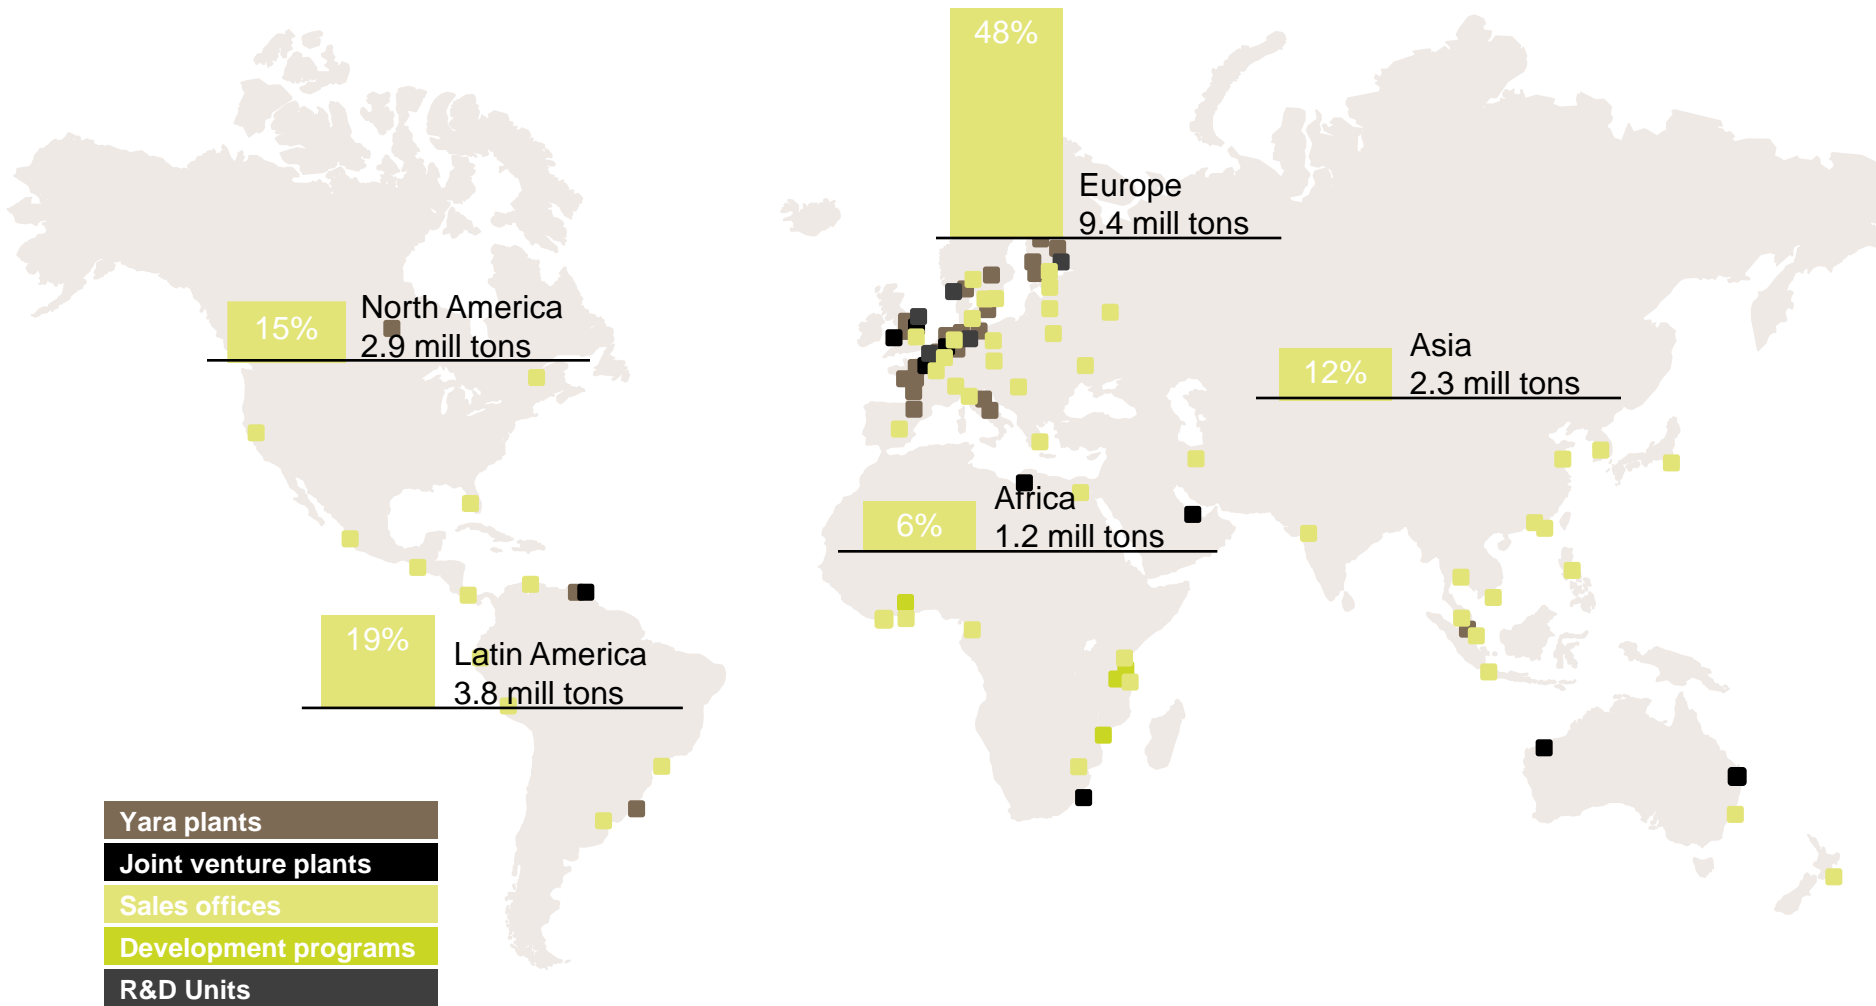 48%
Europe
9.4 mill tons
15%
North America
2.9 mill tons
12%
Asia
2.3 mill tons
6%
Africa
1.2 mill tons
19%
Latin America
3.8 mill tons
Yara plants
Joint venture plants
Sales offices
Development programs
R&D Units